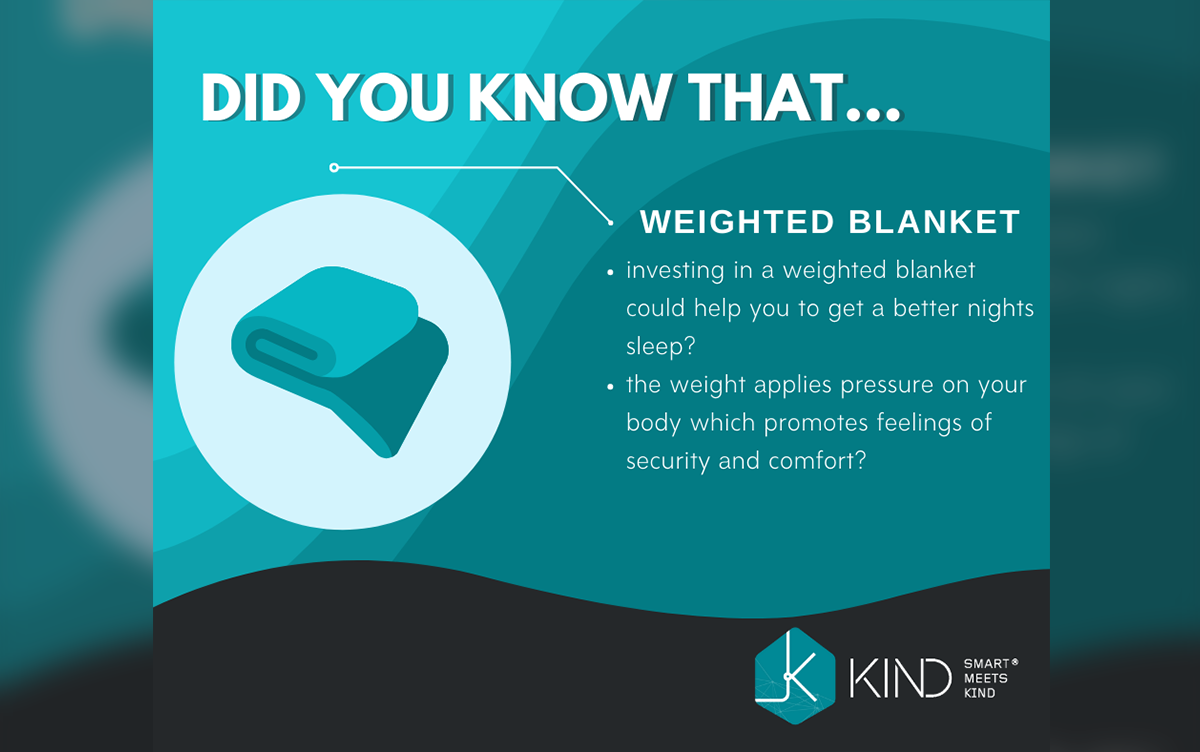 DID YOU KNOW THAT...
WEIGHTED BLANKET
• investing in a weighted blanket
could help you to get a better nights
sleep?
• the weight applies pressure on your
body which promotes feelings of
security and comfort?
K
KIND
SMART®
MEETS
KIND